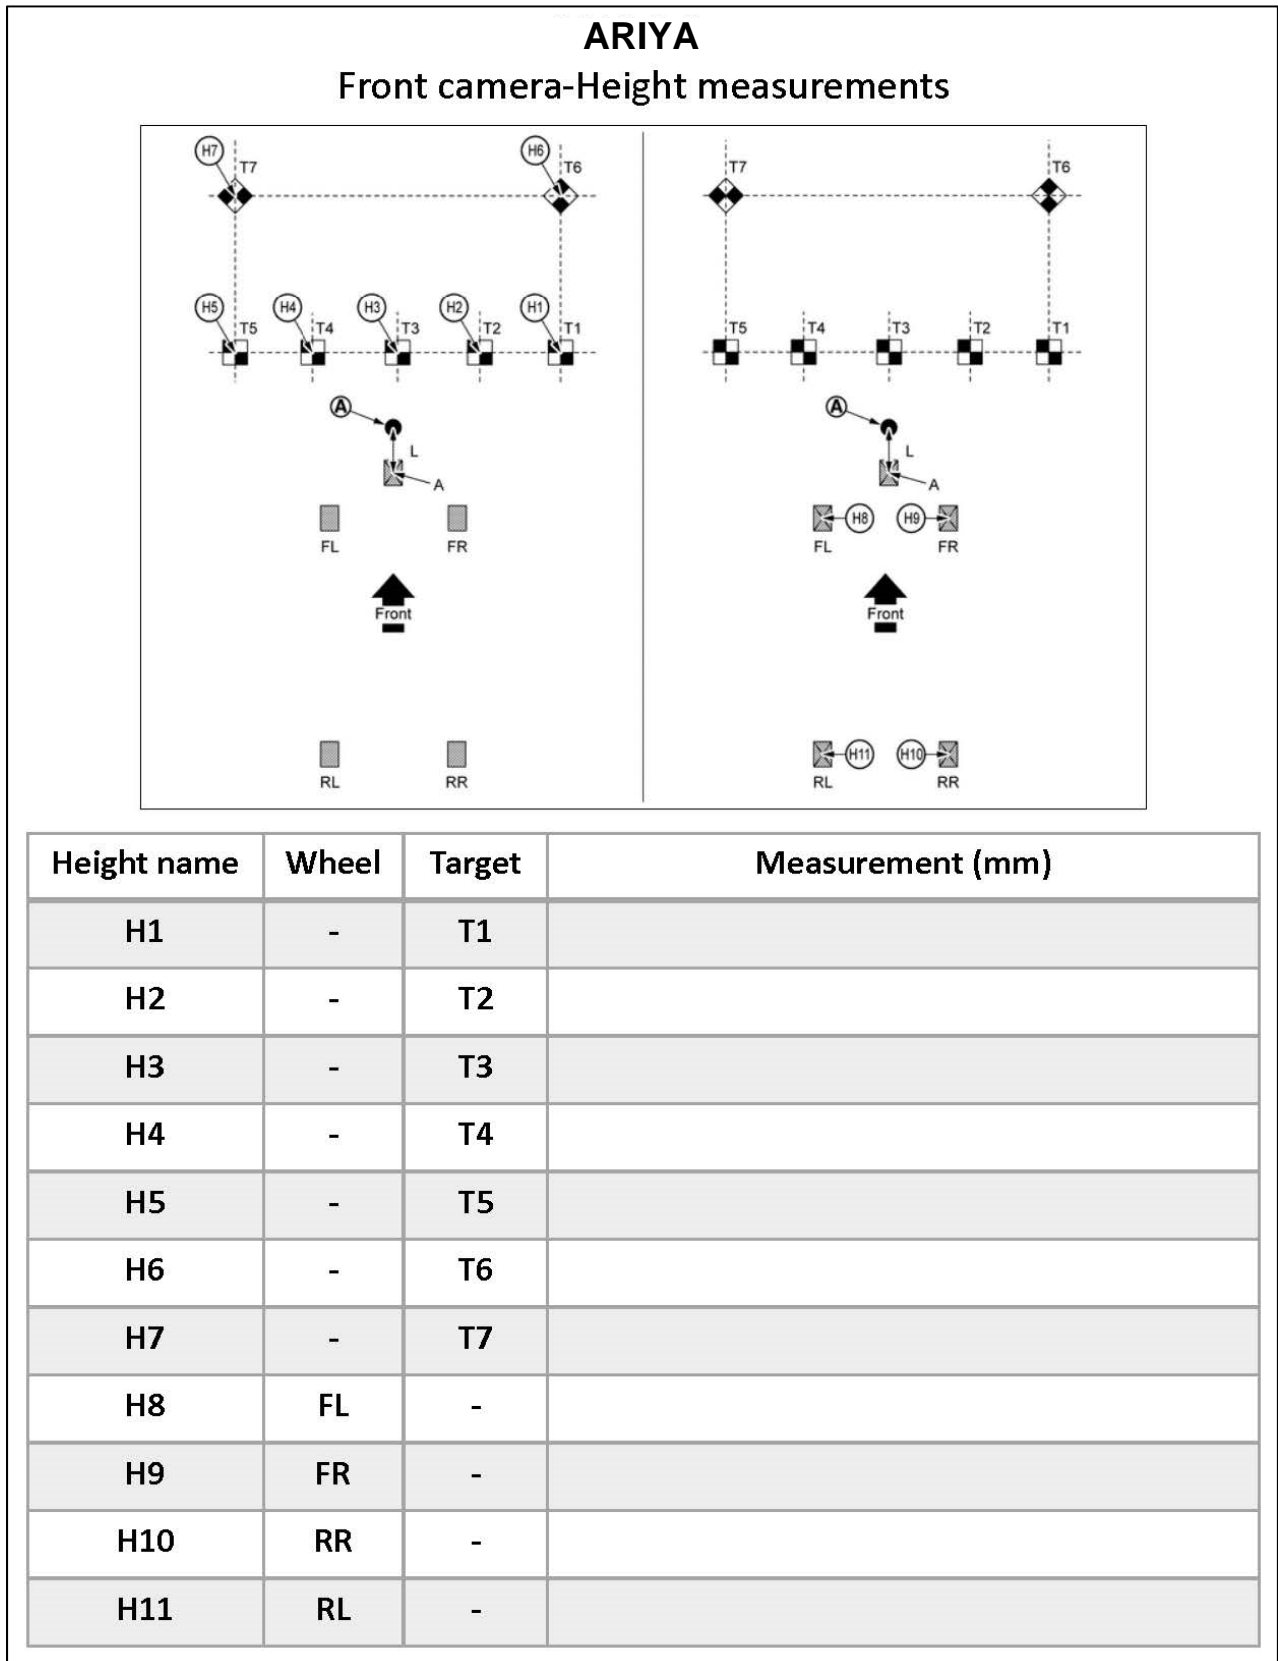 ARIYA
Front camera-Height measurements
H7 T7 H6 T6 T7 T6
H5 H4 H3 H2 H1
T5 T4 T3 T2 T1 T5 T4 T3 T2 T1
A A
L L
A A
H8 H9
FL FR FL FR
Front Front
H11 H10
RL RR RL RR
Height name Wheel Target Measurement (mm)
H1 - T1
H2 - T2
H3 - T3
H4 - T4
H5 - T5
H6 - T6
H7 - T7
H8 FL -
H9 FR -
H10 RR -
H11 RL -